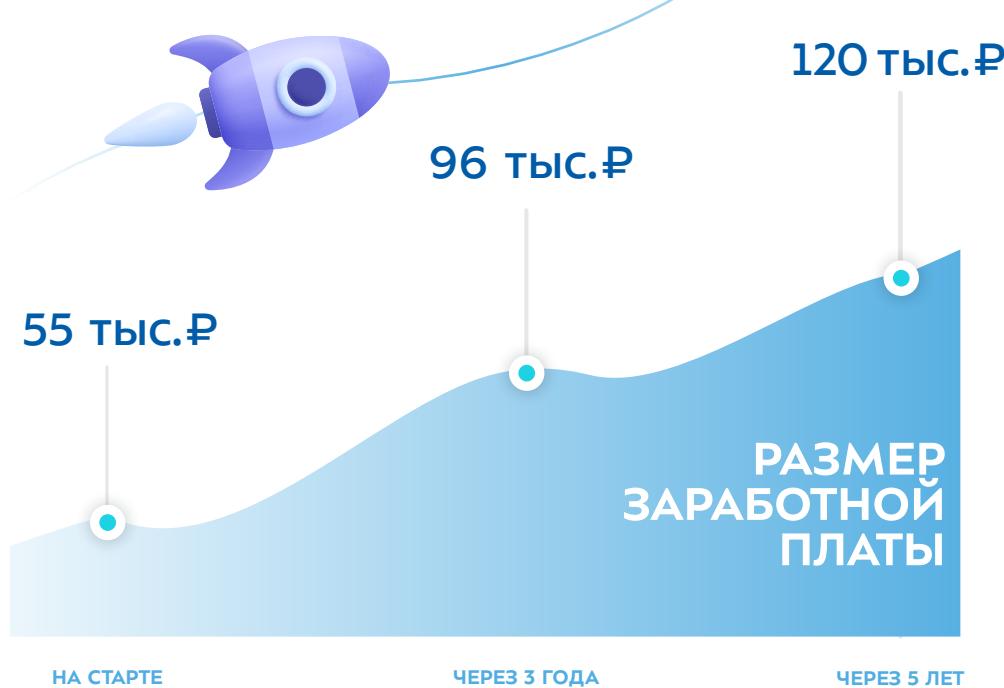 120 тыс.₽
96 тыс.₽
55 тыс.₽
РАЗМЕР
ЗАРАБОТНОЙ
ПЛАТЫ
НА СТАРТЕ
ЧЕРЕЗ 3 ГОДА
ЧЕРЕЗ 5 ЛЕТ